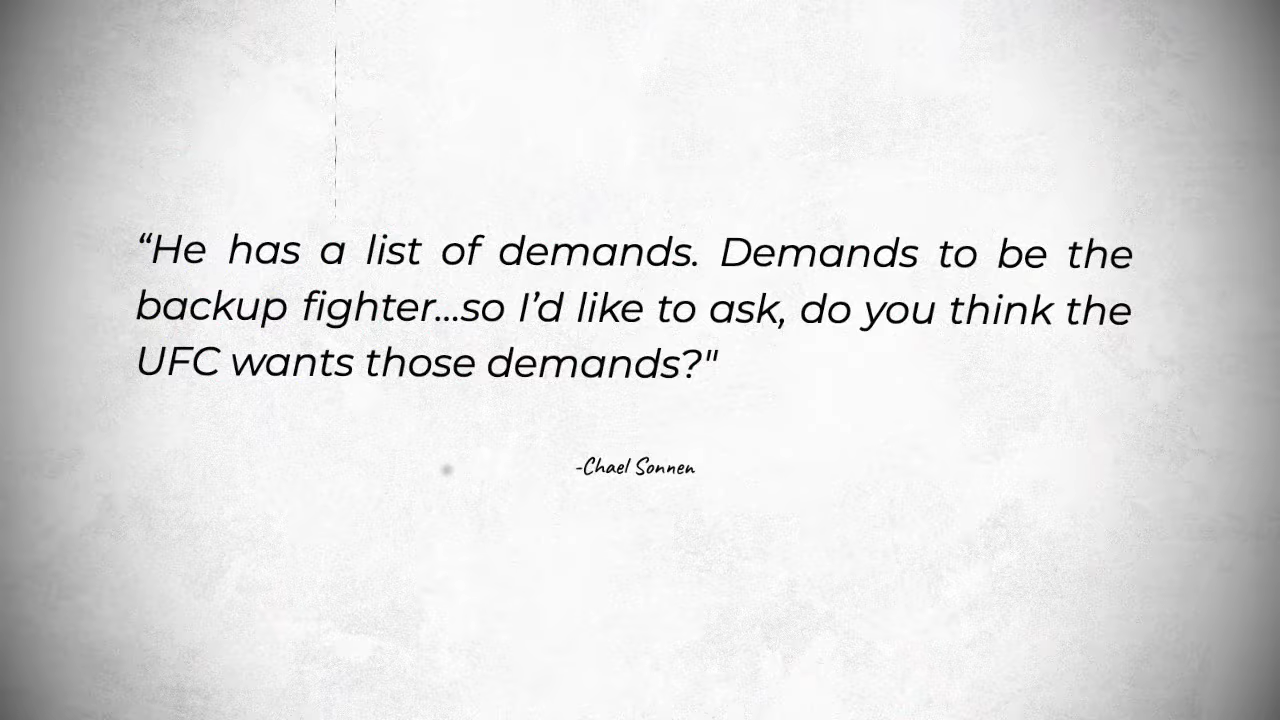 “He has a list of demands. Demands to be the
backup fighter...so I’d like to ask, do you think the
UFC wants those demands?"
-Chael Sonnen